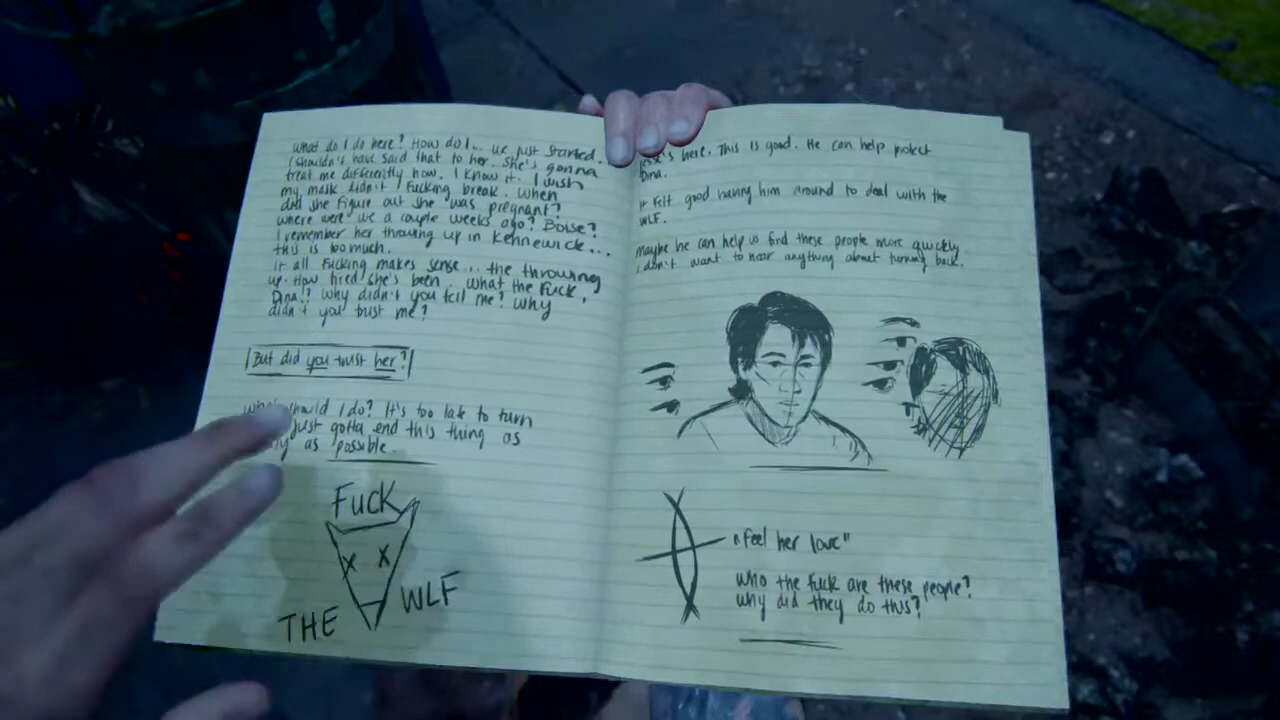 What do I do here? How do I... we just started.
I shouldn't have said that to her. She's gonna
treat me differently now. I know it. I wish
my mask didn't fucking break. When
did she figure out she was pregnant?
where were we a couple weeks ago? Boise?
I remember her throwing up in Kennewick...
this is too much.
It all fucking makes sense... the throwing
up. How tired she's been. what the fuck,
Dina!? Why didn't you tell me? Why
didn't you trust me?
But did you trust her?
should I do? It's too late to turn
just gotta end this thing as
as possible.
Fuck
THE WLF
Jesse's here. This is good. He can help protect
Dina.
It felt good having him around to deal with the
WLF.
maybe he can help us find these people more quickly.
I don't want to hear anything about turning back.
"Feel her love"
who the fuck are these people?
why did they do this?